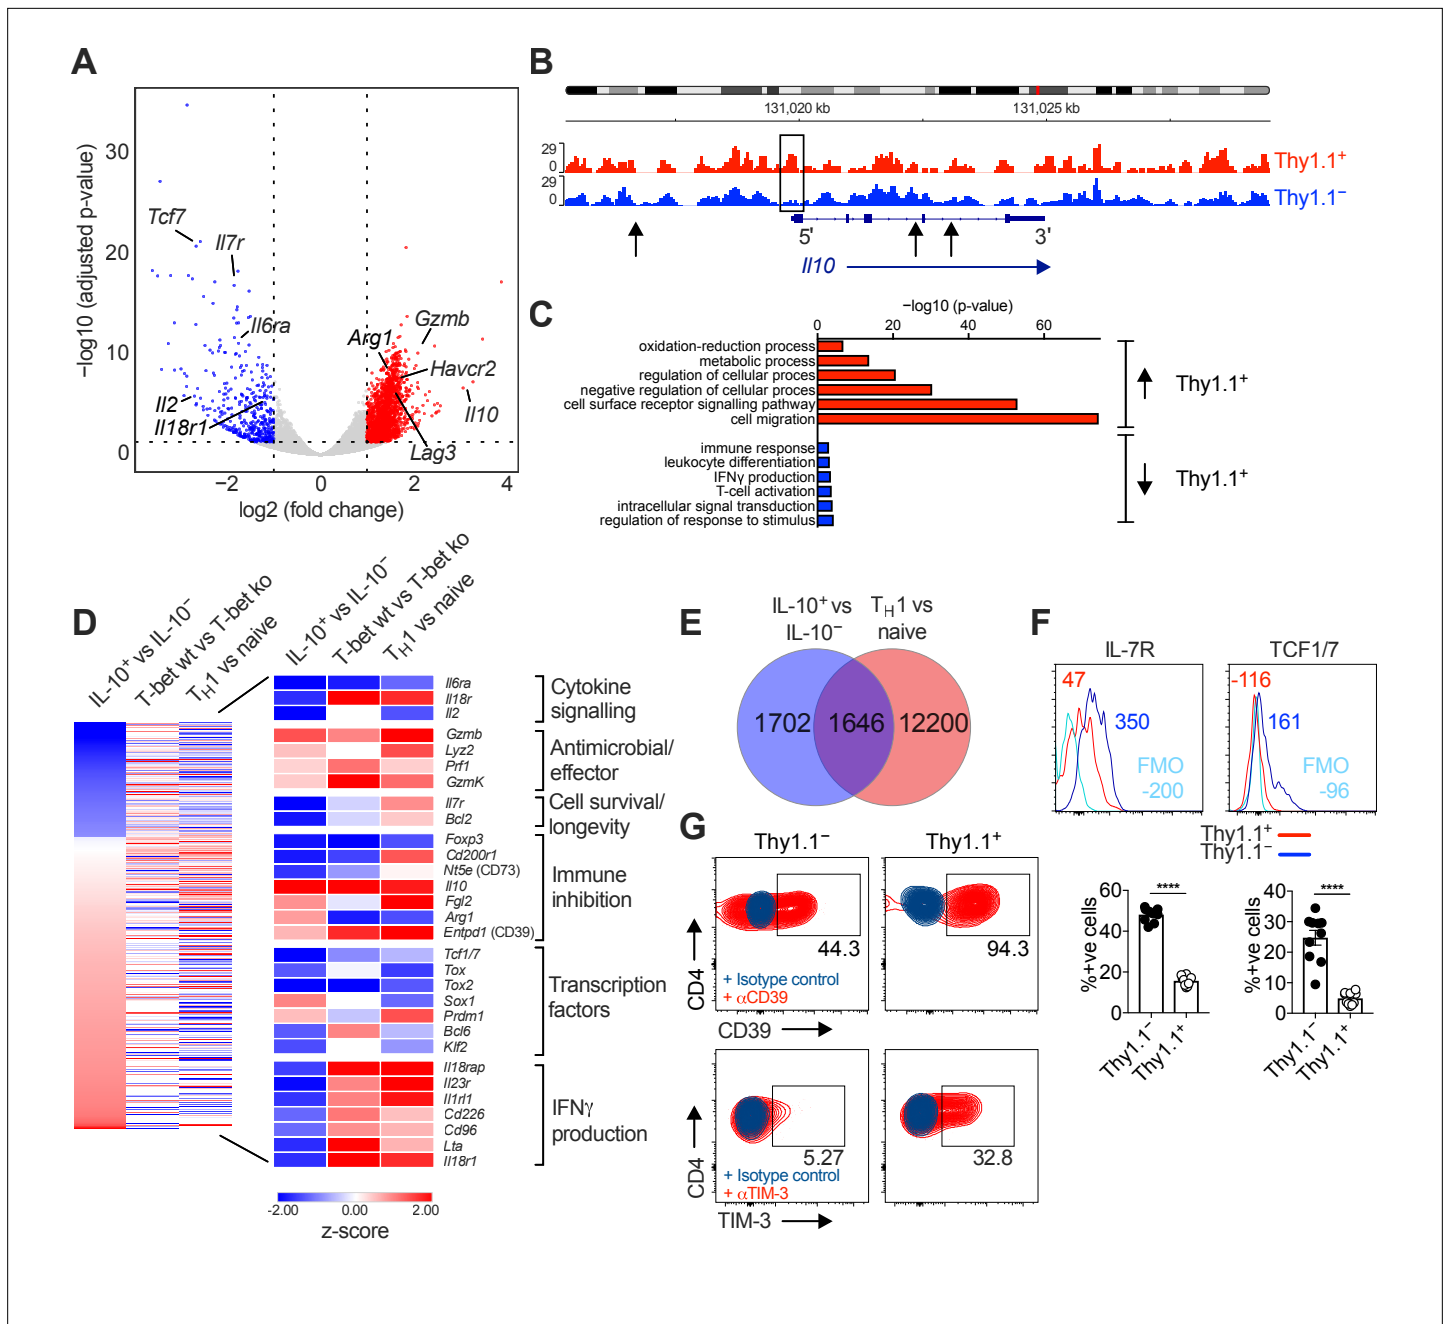 A
−log10 (adjusted p-value)
30
20
10
0
Tcf7
Il7r
Il6ra
Il2
Il18r1
Arg1
Gzmb
Havcr2
Il10
Lag3
−2
0
2
4
log2 (fold change)
B
131,020 kb
131,025 kb
29
0
Thy1.1+
29
0
Thy1.1−
5'
3'
Il10
C
−log10 (p-value)
0
20
40
60
oxidation-reduction process
metabolic process
regulation of cellular proces
negative regulation of cellular process
cell surface receptor signalling pathway
cell migration
Thy1.1+
immune response
leukocyte differentiation
IFNγ production
T-cell activation
intracellular signal transduction
regulation of response to stimulus
Thy1.1+
D
IL-10+ vs IL-10−
T-bet wt vs T-bet ko
TH1 vs naive
IL-10+ vs IL-10−
T-bet wt vs T-bet ko
TH1 vs naive
Il6ra
Il18r
Il2
Cytokine
signalling
Gzmb
Lyz2
Prf1
GzmK
Antimicrobial/
effector
Il7r
Bcl2
Cell survival/
longevity
Foxp3
Cd200r1
Nt5e (CD73)
Il10
Fgl2
Arg1
Entpd1 (CD39)
Immune
inhibition
Tcf1/7
Tox
Tox2
Sox1
Prdm1
Bcl6
Klf2
Transcription
factors
Il18rap
Il23r
Il1rl1
Cd226
Cd96
Lta
Il18r1
IFNγ
production
-2.00
0.00
2.00
z-score
E
IL-10+ vs
IL-10−
TH1 vs
naive
1702
1646
12200
F
IL-7R
47
350
FMO
-200
TCF1/7
-116
161
FMO
-96
Thy1.1+
Thy1.1−
%+ve cells
60
40
20
0
****
Thy1.1−
Thy1.1+
%+ve cells
40
30
20
10
0
****
Thy1.1−
Thy1.1+
G
Thy1.1−
Thy1.1+
CD4
44.3
+ Isotype control
+ αCD39
94.3
CD39
CD4
5.27
+ Isotype control
+ αTIM-3
32.8
TIM-3